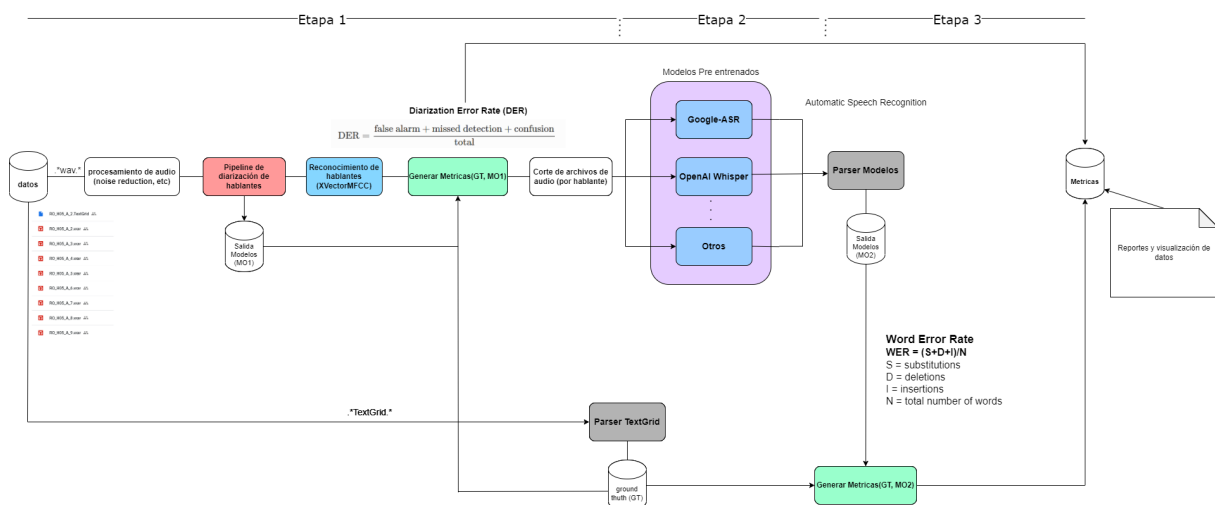 Etapa 1
Etapa 2
Etapa 3
Modelos Pre entrenados
Diarization Error Rate (DER)
DER = false alarm + missed detection + confusion
total
Automatic Speech Recognition
Google-ASR
datos
.*wav.*
procesamiento de audio
(noise reduction, etc)
Pipeline de
diarización de
hablantes
Reconocimiento de
hablantes
(XVectorMFCC)
Generar Metricas(GT, MO1)
Corte de archivos de
audio (por hablante)
OpenAI Whisper
Parser Modelos
Metricas
Otros
Salida
Modelos
(MO1)
Salida
Modelos
(MO2)
Reportes y visualización de
datos
Word Error Rate
WER = (S+D+I)/N
S = substitutions
D = deletions
I = insertions
N = total number of words
.*TextGrid.*
Parser TextGrid
ground
thuth (GT)
Generar Metricas(GT, MO2)